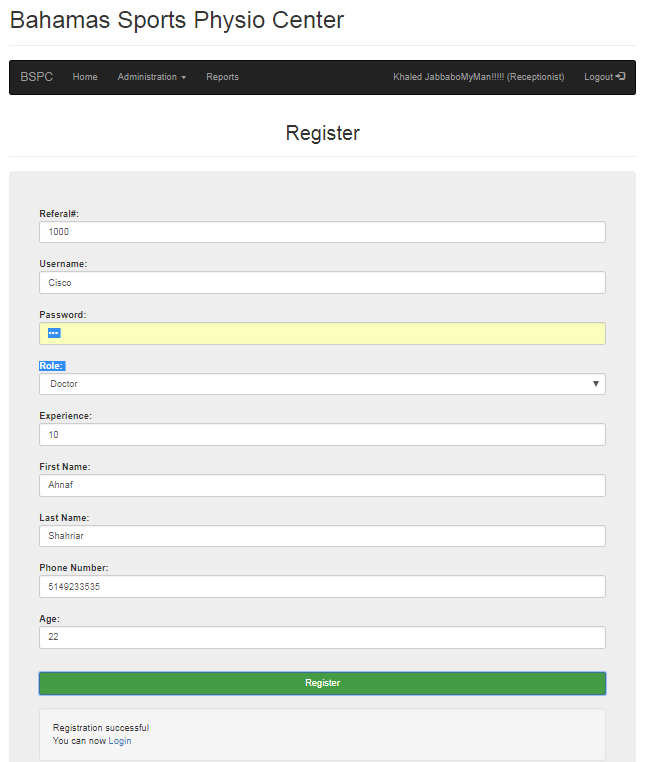 Bahamas Sports Physio Center
BSPC Home Administration Reports Khaled JabbaboMyMan!!!!! (Receptionist) Logout
Register
Referal#:
1000
Username:
Cisco
Password:
•••
Role:
Doctor
Experience:
10
First Name:
Ahnaf
Last Name:
Shahriar
Phone Number:
5149233535
Age:
22
Register
Registration successful
You can now Login